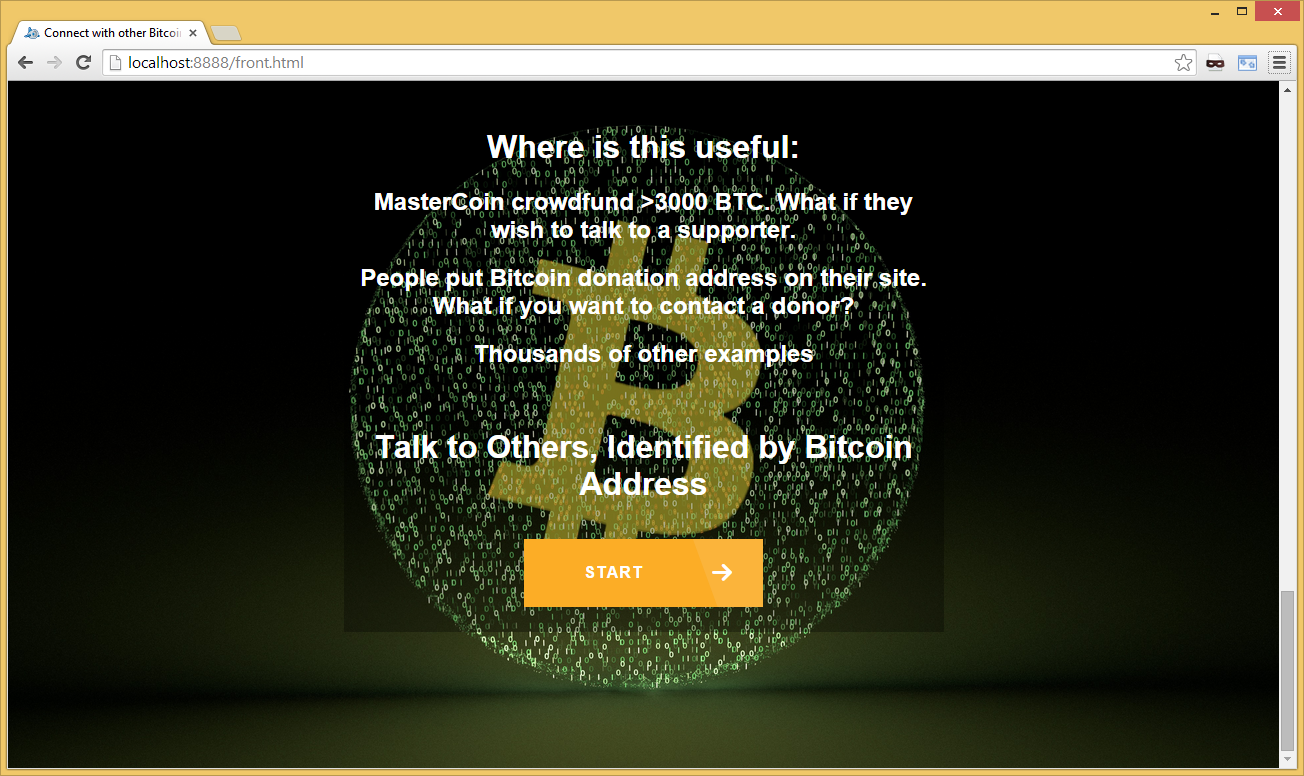 Connect with other Bitcoi
localhost:8888/front.html
Where is this useful:
MasterCoin crowdfund >3000 BTC. What if they
wish to talk to a supporter.
People put Bitcoin donation address on their site.
What if you want to contact a donor?
Thousands of other examples
Talk to Others, Identified by Bitcoin
Address
START